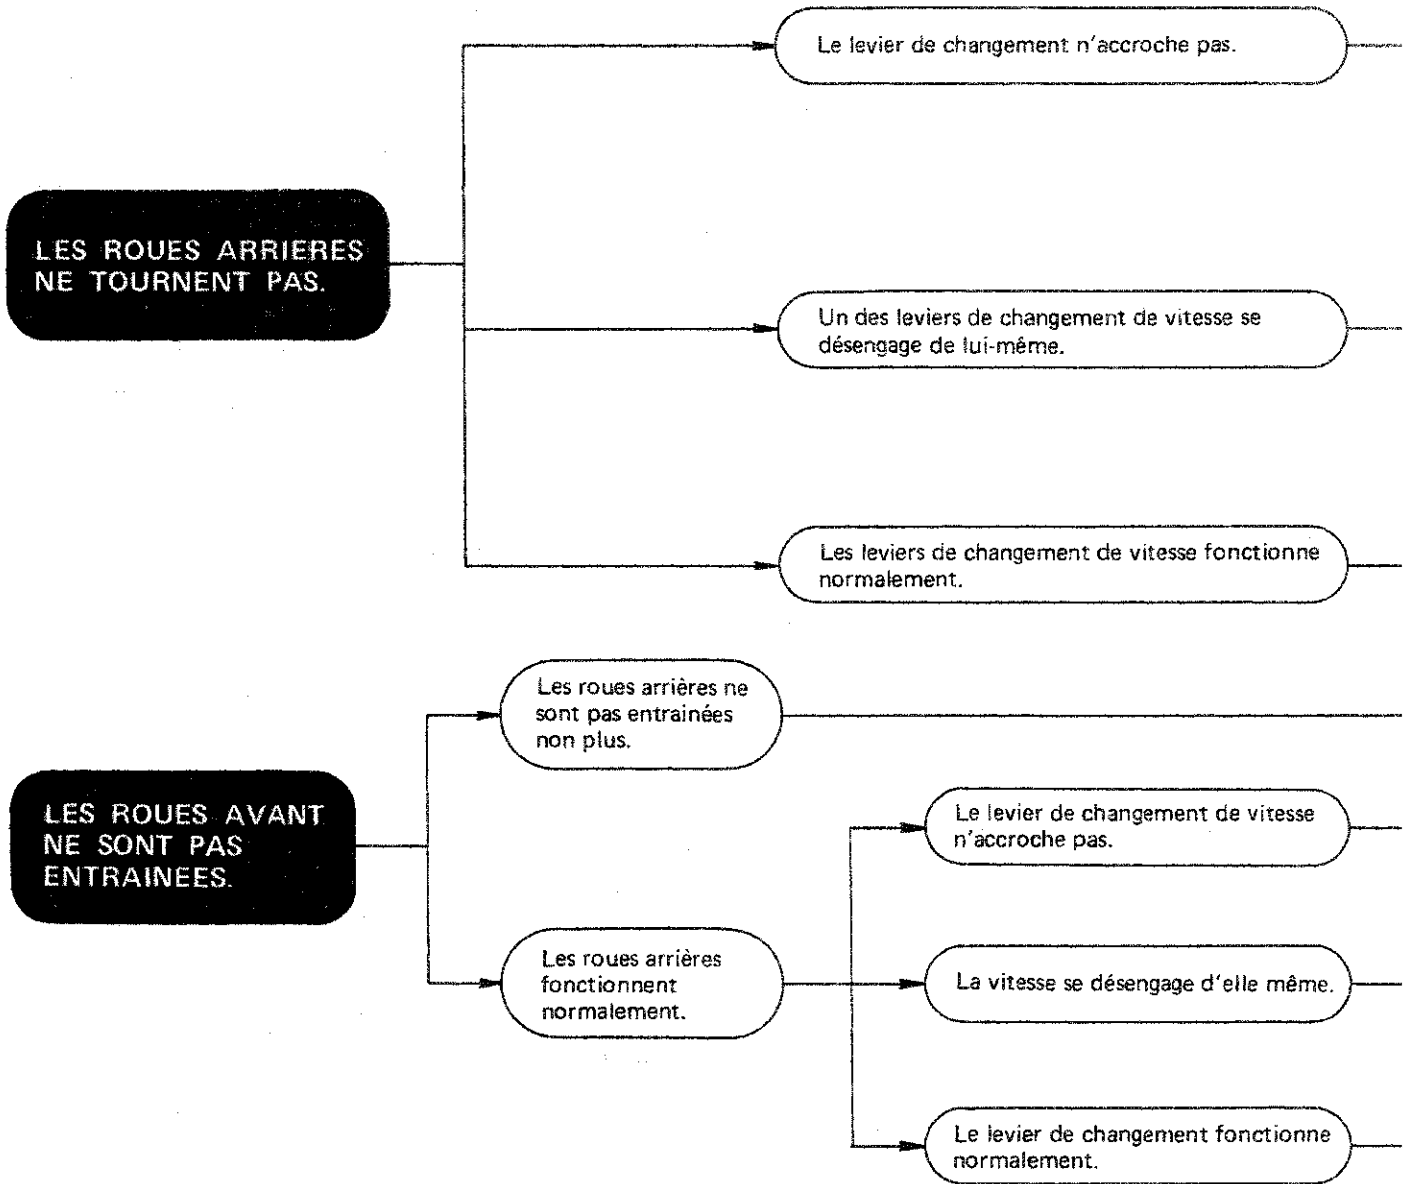 Le levier de changement n'accroche pas.
LES ROUES ARRIERES
NE TOURNENT PAS.
Un des leviers de changement de vitesse se
désengage de lui-même.
Les leviers de changement de vitesse fonctionne
normalement.
Les roues arrières ne
sont pas entrainées
non plus.
LES ROUES AVANT
NE SONT PAS
ENTRAINEES.
Le levier de changement de vitesse
n'accroche pas.
Les roues arrières
fonctionnent
normalement.
La vitesse se désengage d'elle même.
Le levier de changement fonctionne
normalement.